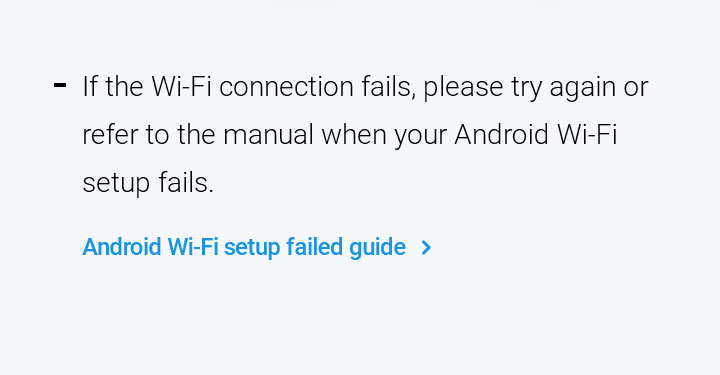 - If the Wi-Fi connection fails, please try again or
refer to the manual when your Android Wi-Fi
setup fails.
Android Wi-Fi setup failed guide >